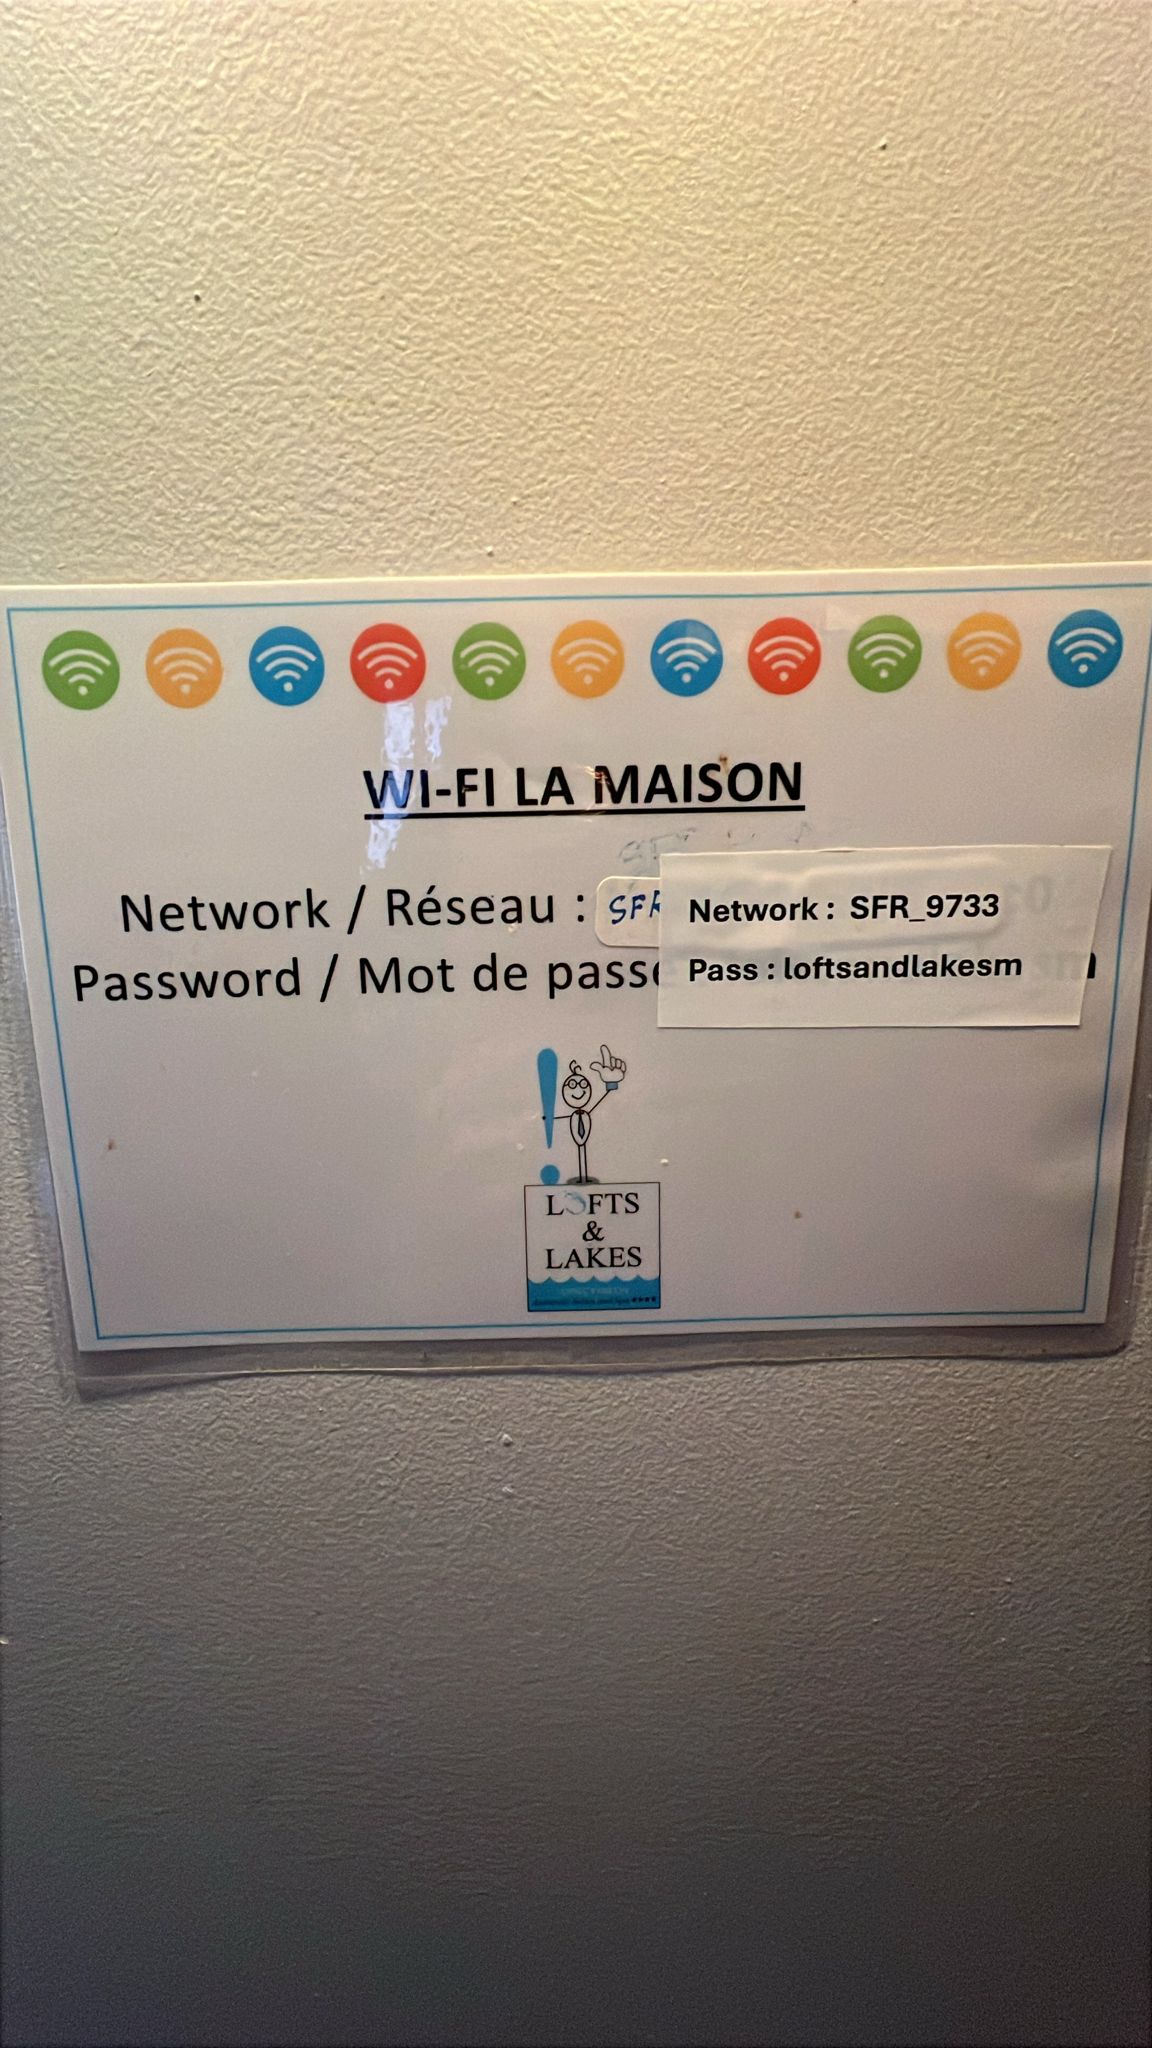 WI-FI LA MAISON
Network / Réseau : SFR
Network : SFR_9733
Password / Mot de passe
Pass : loftsandlakesm
m
LOFTS
&
LAKES